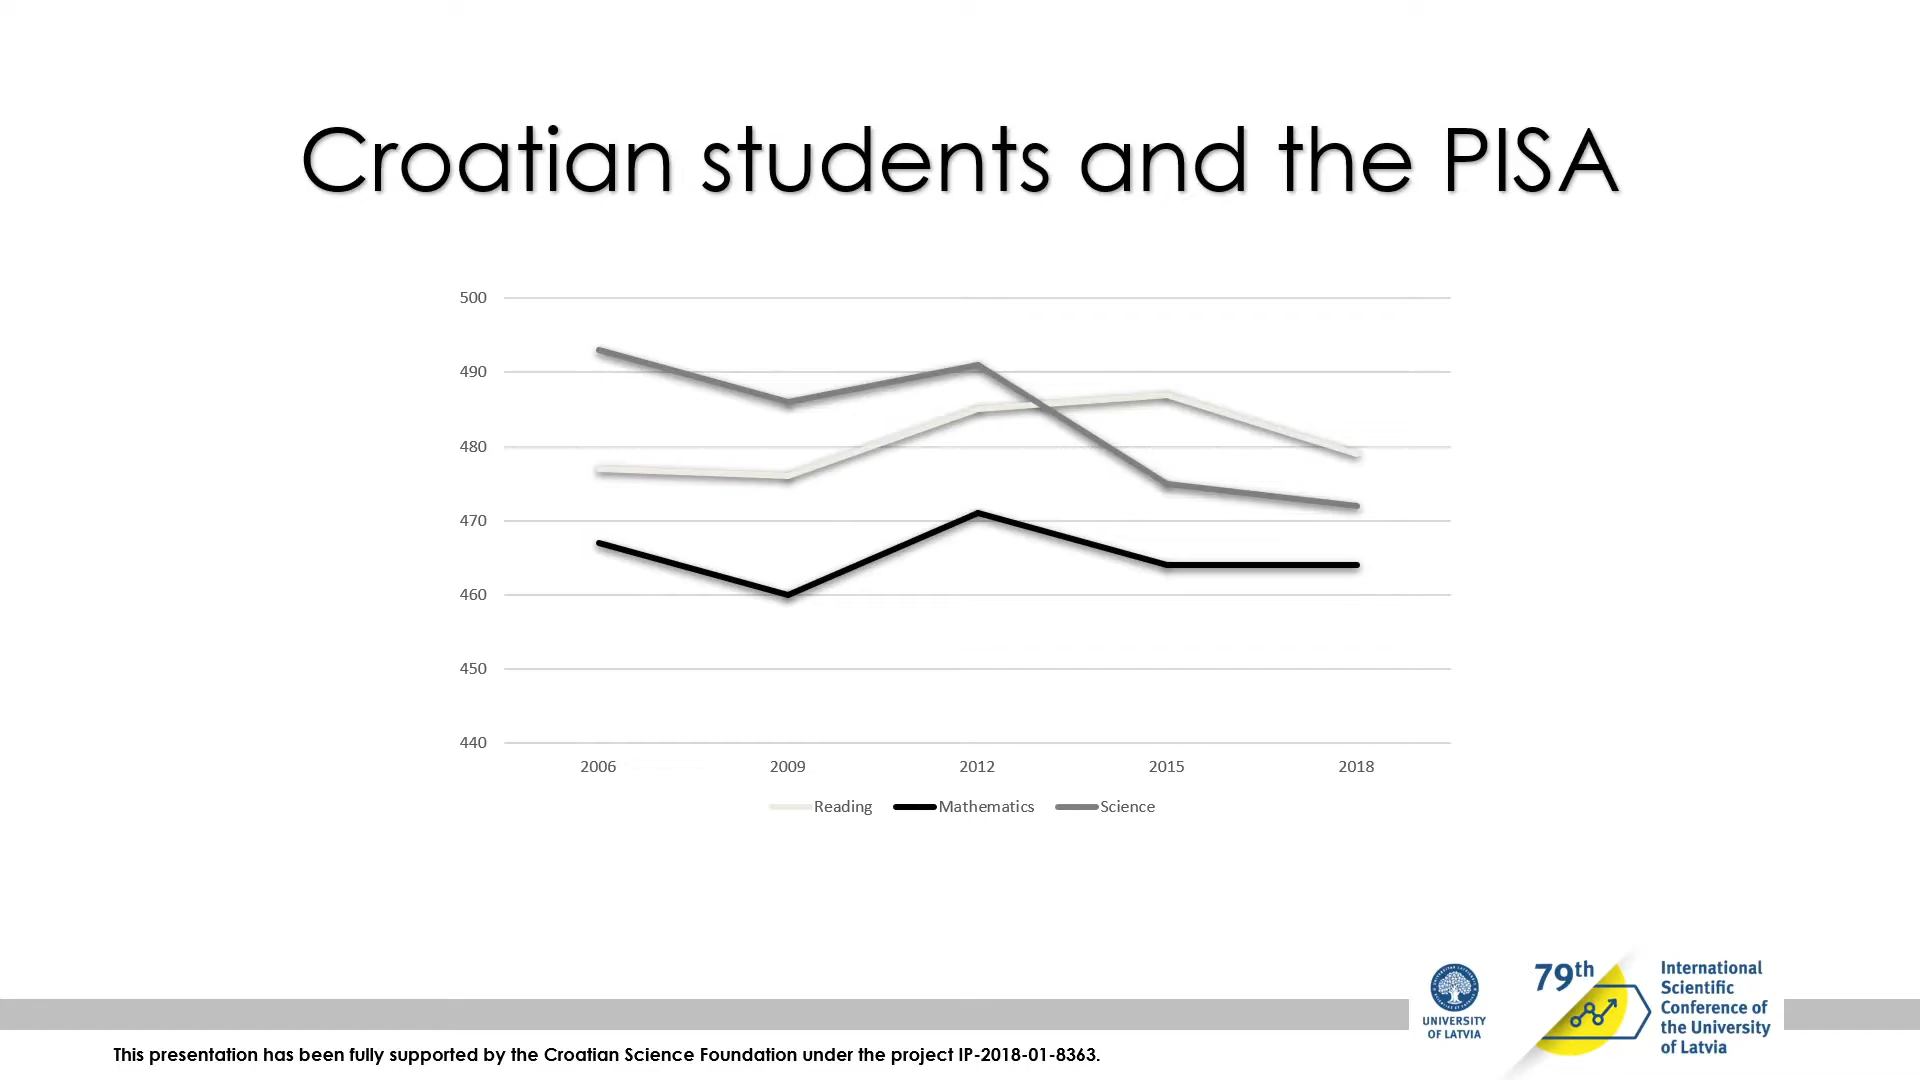 Croatian students and the PISA
500
490
480
470
460
450
440
2006 2009 2012 2015 2018
Reading Mathematics Science
UNIVERSITY
OF LATVIA
79th
International
Scientific
Conference of
the University
of Latvia
This presentation has been fully supported by the Croatian Science Foundation under the project IP-2018-01-8363.